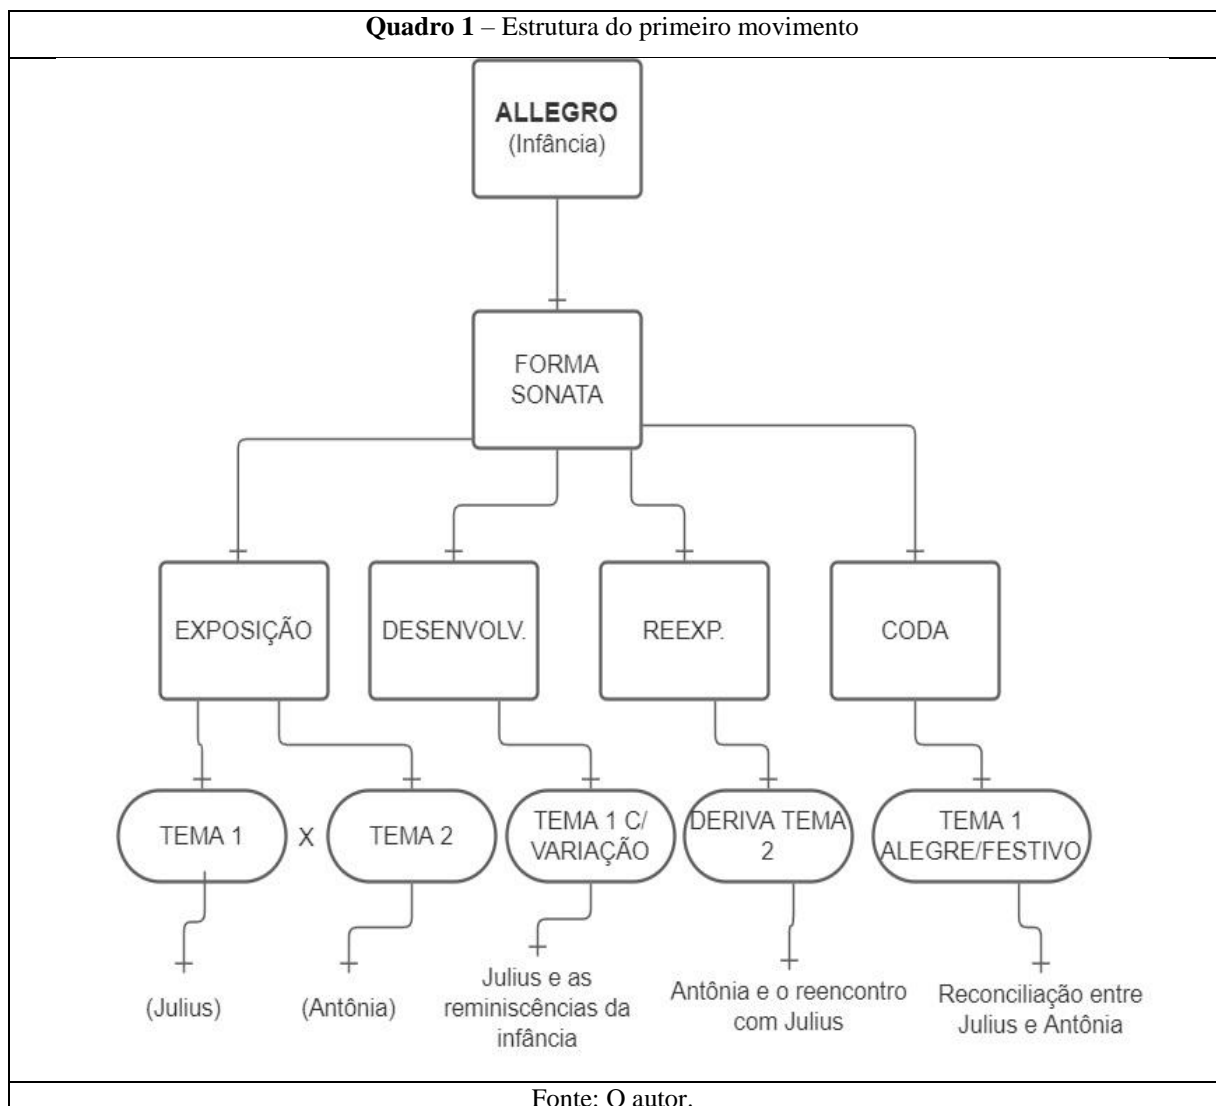 Quadro 1 – Estrutura do primeiro movimento
ALLEGRO
(Infância)
FORMA
SONATA
EXPOSIÇÃO
DESENVOLV.
REEXP.
CODA
TEMA 1
X
TEMA 2
TEMA 1 C/
VARIAÇÃO
DERIVA TEMA
2
TEMA 1
ALEGRE/FESTIVO
(Julius)
(Antônia)
Julius e as
reminiscências da
infância
Antônia e o reencontro
com Julius
Reconciliação entre
Julius e Antônia
Fonte: O autor.